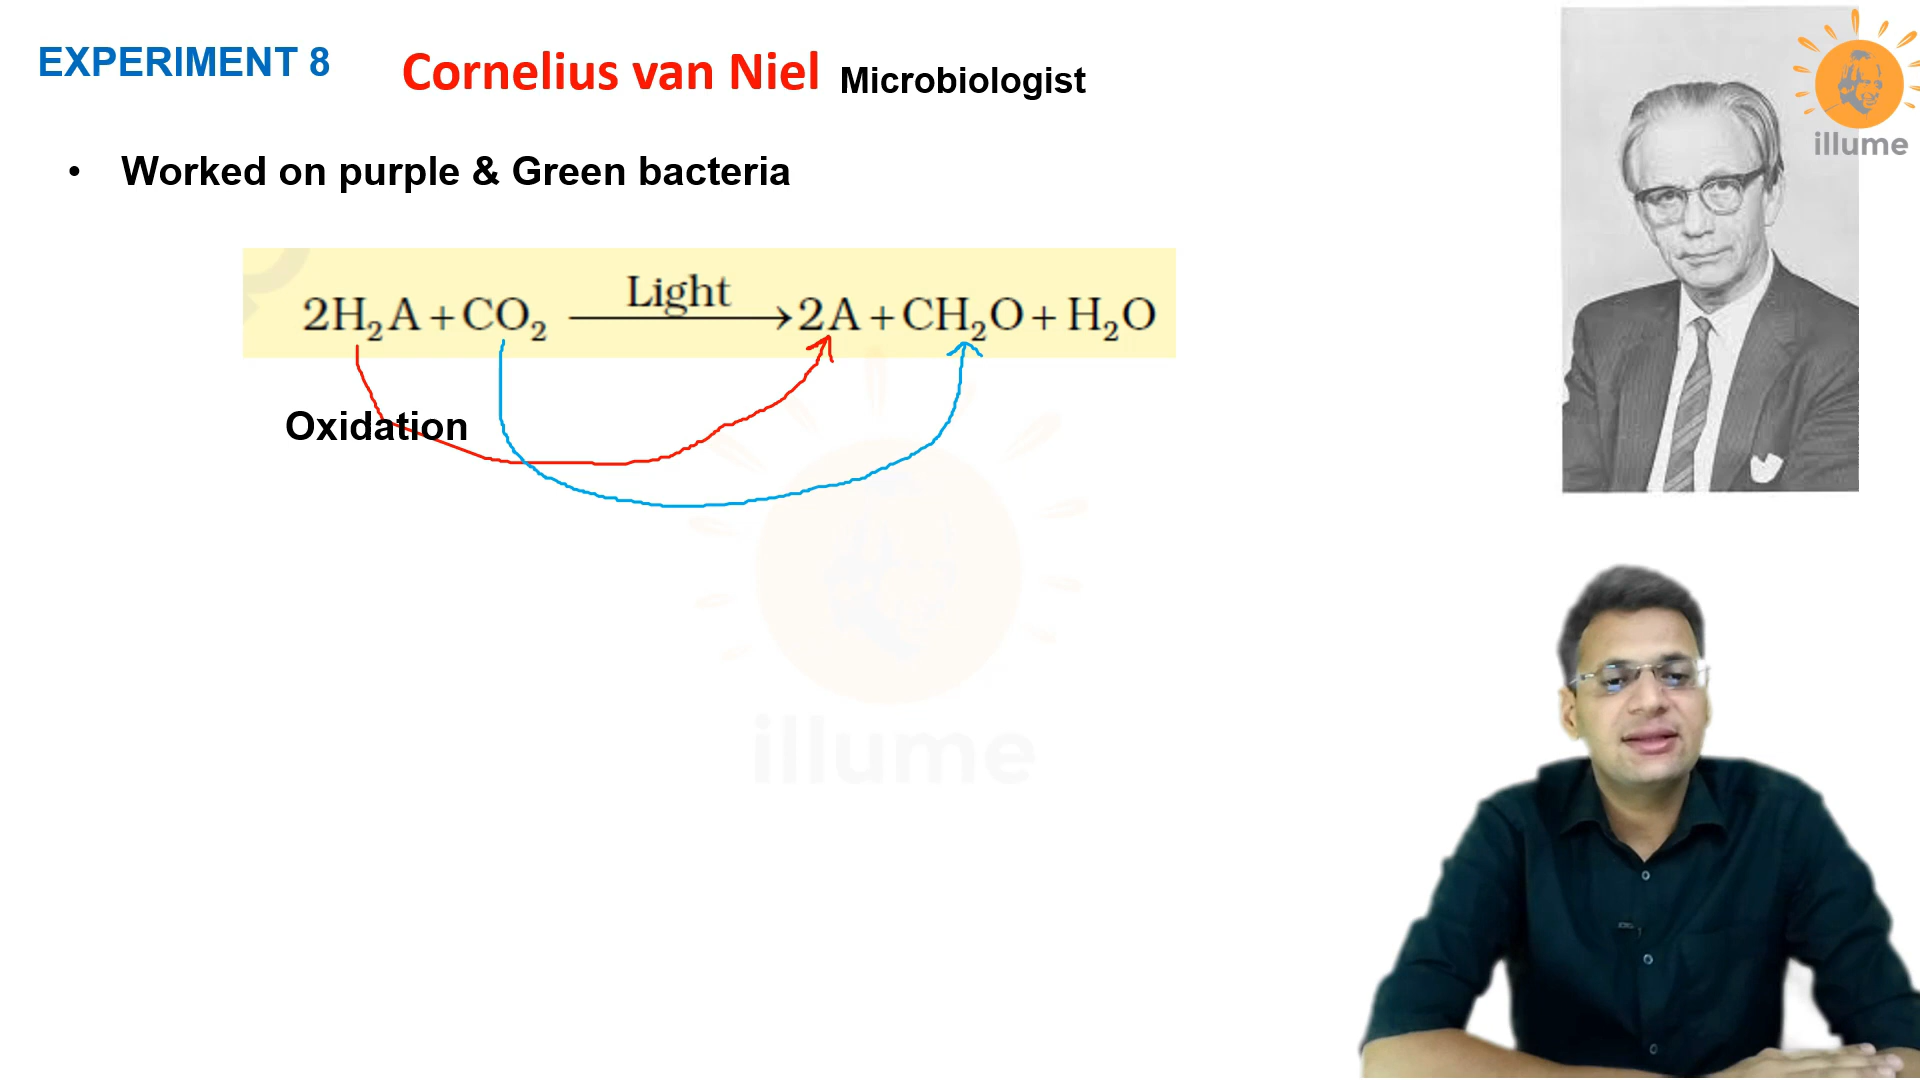 EXPERIMENT 8
Cornelius van Niel Microbiologist
illume
• Worked on purple & Green bacteria
2H₂A + CO₂ —Light→ 2A + CH₂O + H₂O
Oxidation
illume